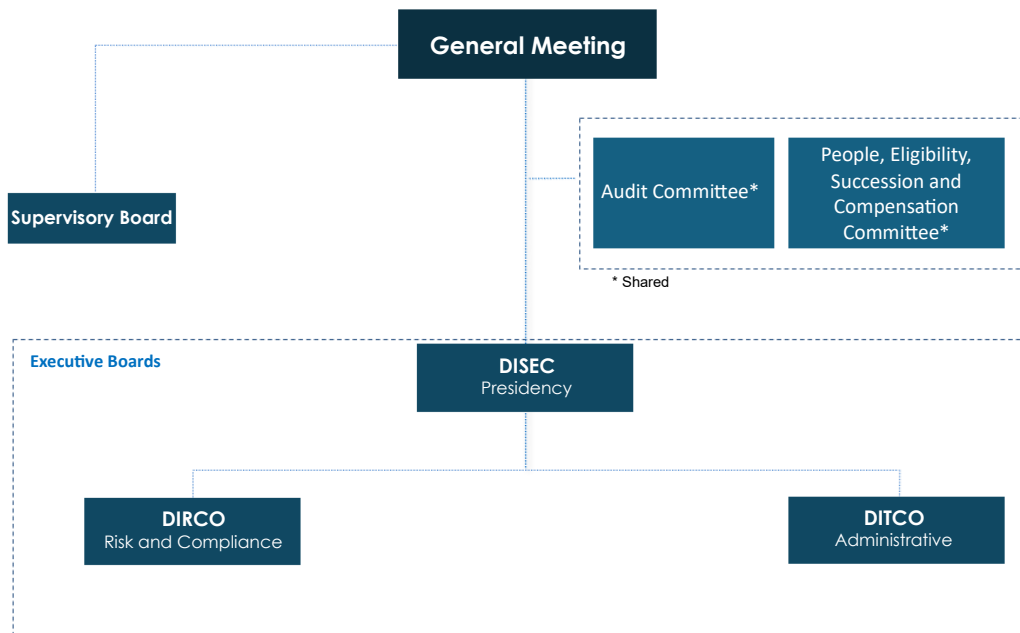 General Meeting
Supervisory Board
Audit Committee*
People, Eligibility,
Succession and
Compensation
Committee*
* Shared
Executive Boards
DISEC
Presidency
DIRCO
Risk and Compliance
DITCO
Administrative